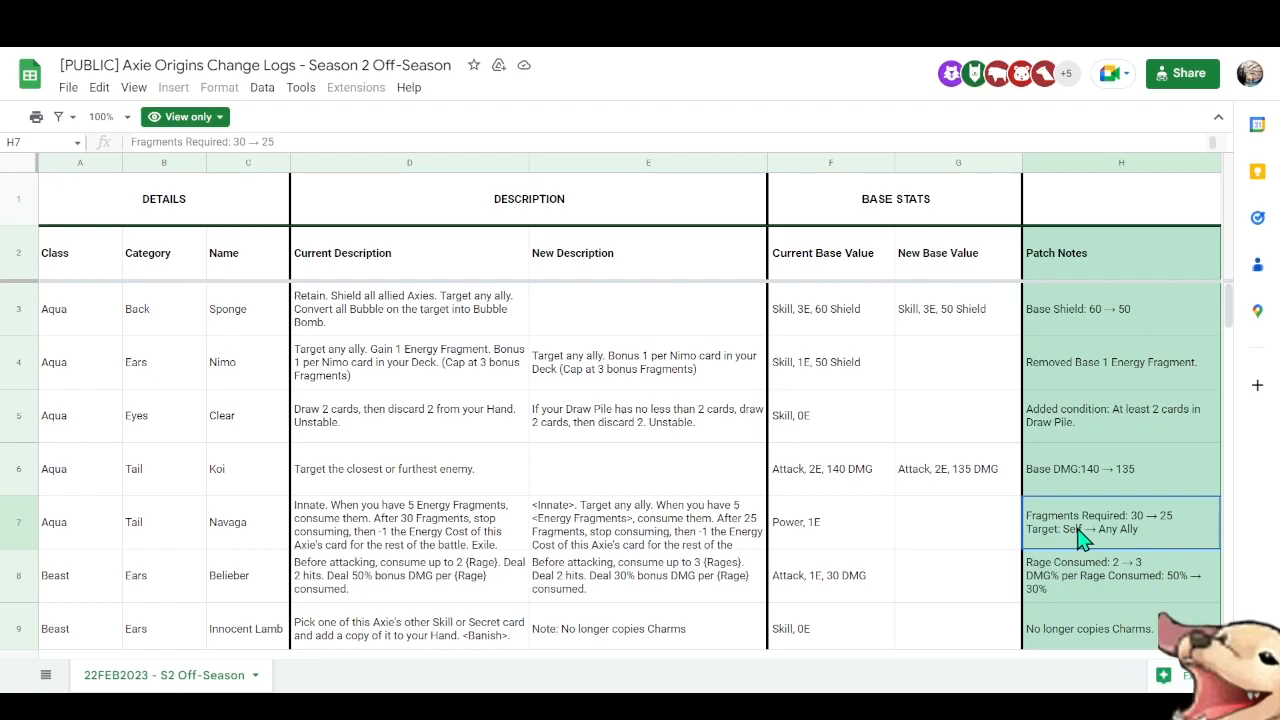 [PUBLIC] Axie Origins Change Logs - Season 2 Off-Season
+5
Share
File Edit View Insert Format Data Tools Extensions Help
100% View only
H7 fx Fragments Required: 30 → 25
A B C D E F G H
1 DETAILS DESCRIPTION BASE STATS
2 Class Category Name Current Description New Description Current Base Value New Base Value Patch Notes
3 Aqua Back Sponge
Retain. Shield all allied Axies. Target any ally.
Convert all Bubble on the target into Bubble
Bomb.
Skill, 3E, 60 Shield
Skill, 3E, 50 Shield
Base Shield: 60 → 50
4 Aqua Ears Nimo
Target any ally. Gain 1 Energy Fragment. Bonus
1 per Nimo card in your Deck. (Cap at 3 bonus
Fragments)
Target any ally. Bonus 1 per Nimo card in your
Deck (Cap at 3 bonus Fragments)
Skill, 1E, 50 Shield
Removed Base 1 Energy Fragment.
5 Aqua Eyes Clear
Draw 2 cards, then discard 2 from your Hand.
Unstable.
If your Draw Pile has no less than 2 cards, draw
2 cards, then discard 2. Unstable.
Skill, 0E
Added condition: At least 2 cards in
Draw Pile.
6 Aqua Tail Koi
Target the closest or furthest enemy.
Attack, 2E, 140 DMG
Attack, 2E, 135 DMG
Base DMG:140 → 135
7 Aqua Tail Navaga
Innate. When you have 5 Energy Fragments,
consume them. After 30 Fragments, stop
consuming, then -1 the Energy Cost of this
Axie's card for the rest of the battle. Exile.
<Innate>. Target any ally. When you have 5
<Energy Fragments>, consume them. After 25
Fragments, stop consuming, then -1 the Energy
Cost of this Axie's card for the rest of the
Power, 1E
Fragments Required: 30 → 25
Target: Self → Any Ally
8 Beast Ears Belieber
Before attacking, consume up to 2 {Rage}. Deal
2 hits. Deal 50% bonus DMG per {Rage}
consumed.
Before attacking, consume up to 3 {Rages}.
Deal 2 hits. Deal 30% bonus DMG per {Rage}
consumed.
Attack, 1E, 30 DMG
Rage Consumed: 2 → 3
DMG% per Rage Consumed: 50% →
30%
9 Beast Ears Innocent Lamb
Pick one of this Axie's other Skill or Secret card
and add a copy of it to your Hand. <Banish>.
Note: No longer copies Charms
Skill, 0E
No longer copies Charms.
22FEB2023 - S2 Off-Season